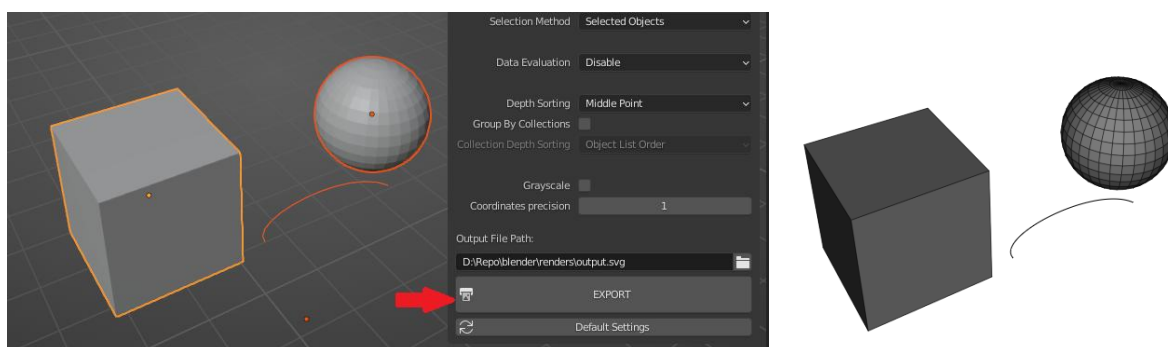 Selection Method Selected Objects
Data Evaluation Disable
Depth Sorting Middle Point
Group By Collections
Collection Depth Sorting Object List Order
Grayscale
Coordinates precision 1
Output File Path:
D:\Repo\blender\renders\output.svg
EXPORT
Default Settings